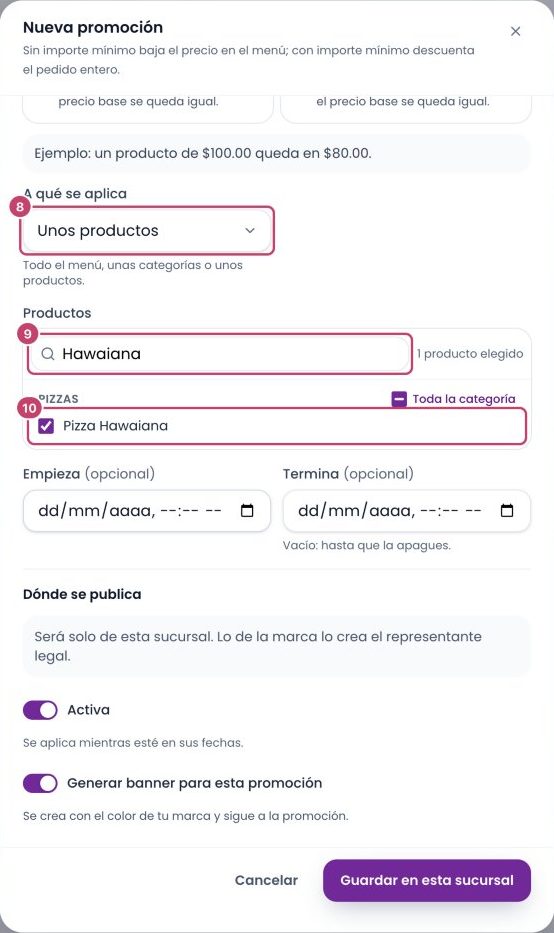 Nueva promoción
Sin importe mínimo baja el precio en el menú; con importe mínimo descuenta
el pedido entero.
precio base se queda igual.
el precio base se queda igual.
Ejemplo: un producto de $100.00 queda en $80.00.
A qué se aplica
8
Unos productos
Todo el menú, unas categorías o unos
productos.
Productos
9
Hawaiana
1 producto elegido
PIZZAS
Toda la categoría
10
Pizza Hawaiana
Empieza (opcional)
Termina (opcional)
dd/mm/aaaa, --:-- --
dd/mm/aaaa, --:-- --
Vacío: hasta que la apagues.
Dónde se publica
Será solo de esta sucursal. Lo de la marca lo crea el representante
legal.
Activa
Se aplica mientras esté en sus fechas.
Generar banner para esta promoción
Se crea con el color de tu marca y sigue a la promoción.
Cancelar
Guardar en esta sucursal